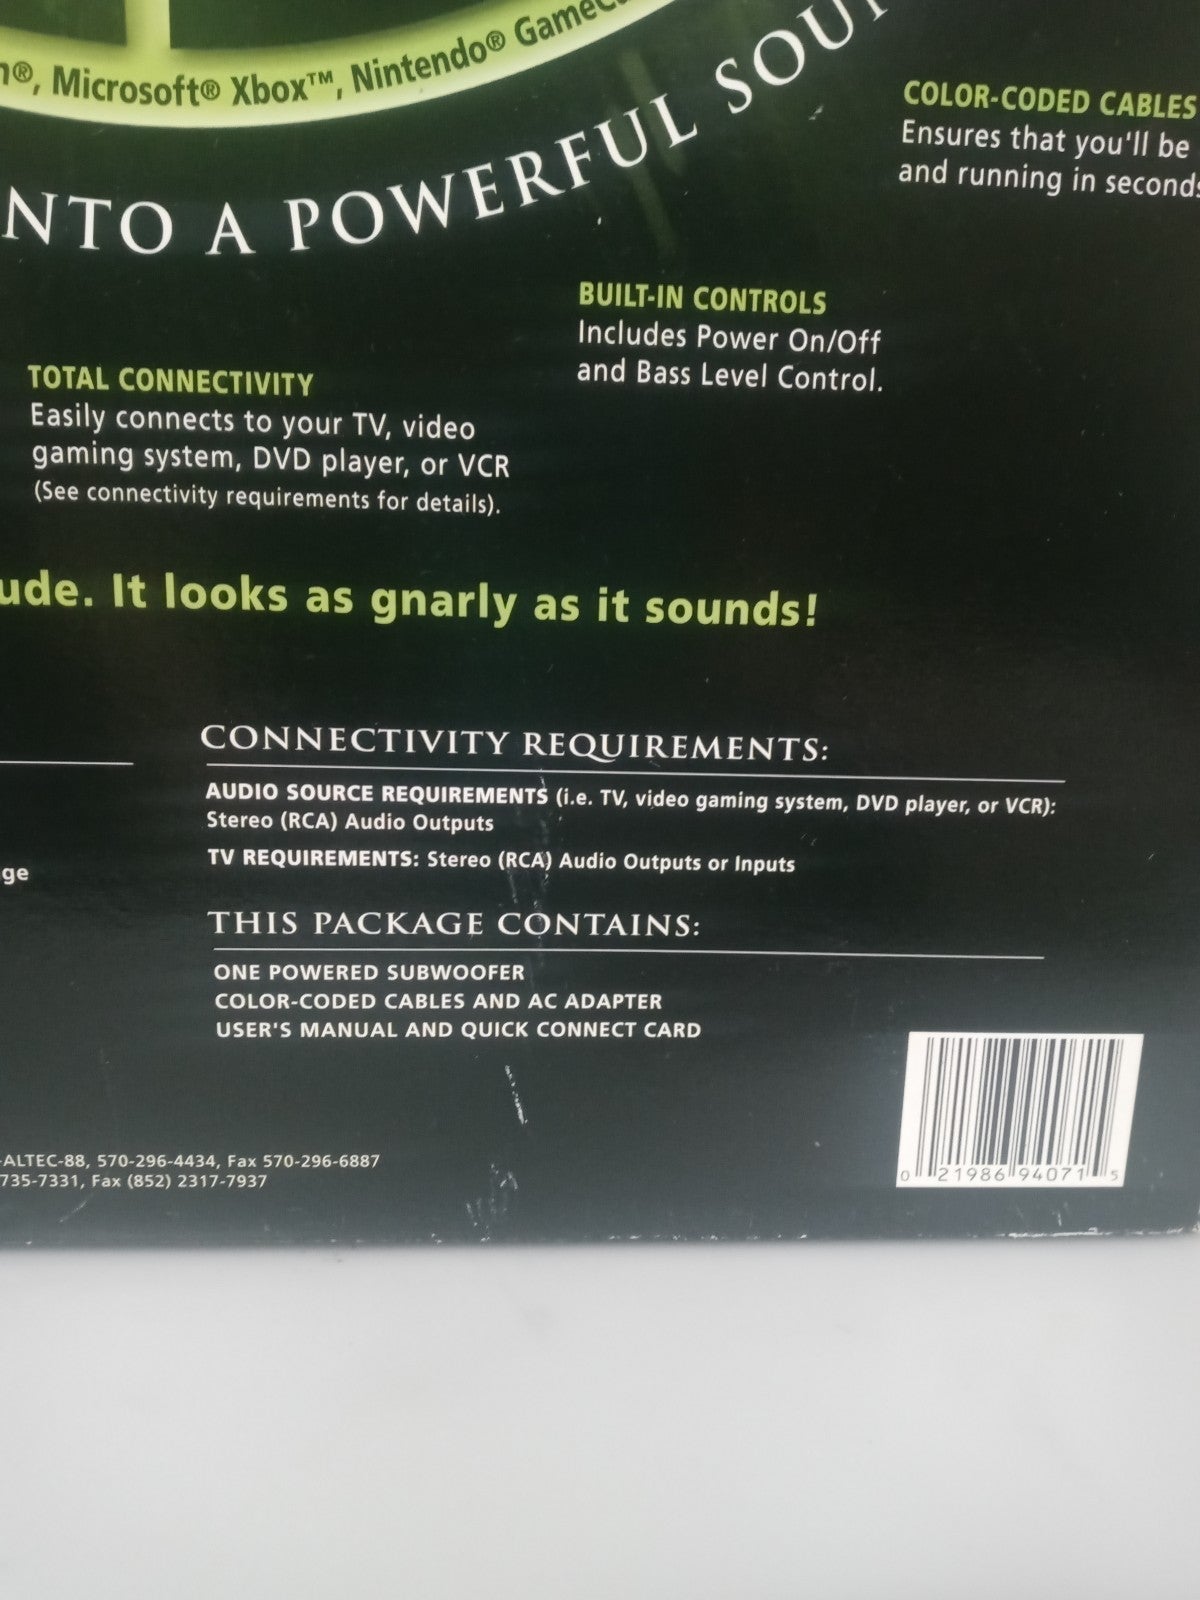 Microsoft® Xbox™, Nintendo®
A POWERFUL
COLOR-CODED CABLES
Ensures that you'll be
and running in seconds
BUILT-IN CONTROLS
Includes Power On/Off
and Bass Level Control.
TOTAL CONNECTIVITY
Easily connects to your TV, video
gaming system, DVD player, or VCR
(See connectivity requirements for details).
It looks as gnarly as it sounds!
CONNECTIVITY REQUIREMENTS:
AUDIO SOURCE REQUIREMENTS (i.e. TV, video gaming system, DVD player, or VCR):
Stereo (RCA) Audio Outputs
TV REQUIREMENTS: Stereo (RCA) Audio Outputs or Inputs
THIS PACKAGE CONTAINS:
ONE POWERED SUBWOOFER
COLOR-CODED CABLES AND AC ADAPTER
USER'S MANUAL AND QUICK CONNECT CARD
-ALTEC-88, 570-296-4434, Fax 570-296-6887
735-7331, Fax (852) 2317-7937
0 21986 94071 5